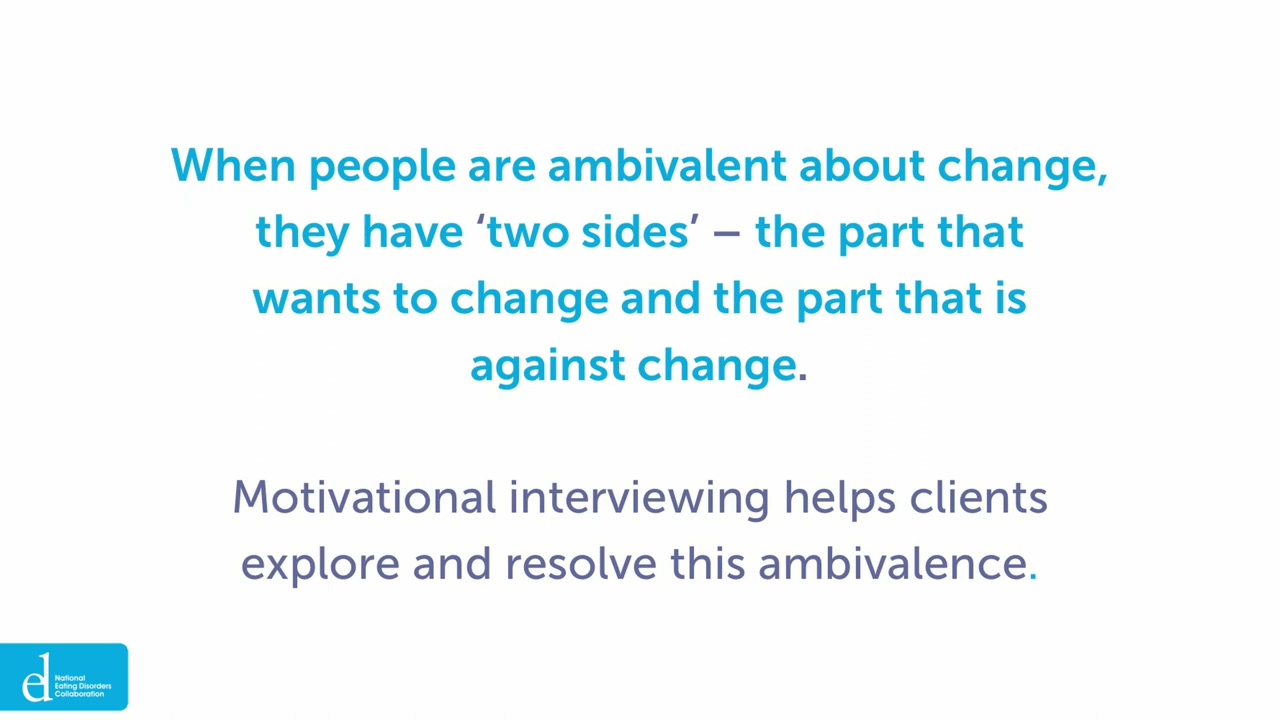 When people are ambivalent about change,
they have ‘two sides’ – the part that
wants to change and the part that is
against change.
Motivational interviewing helps clients
explore and resolve this ambivalence.
ed
National
Eating Disorders
Collaboration